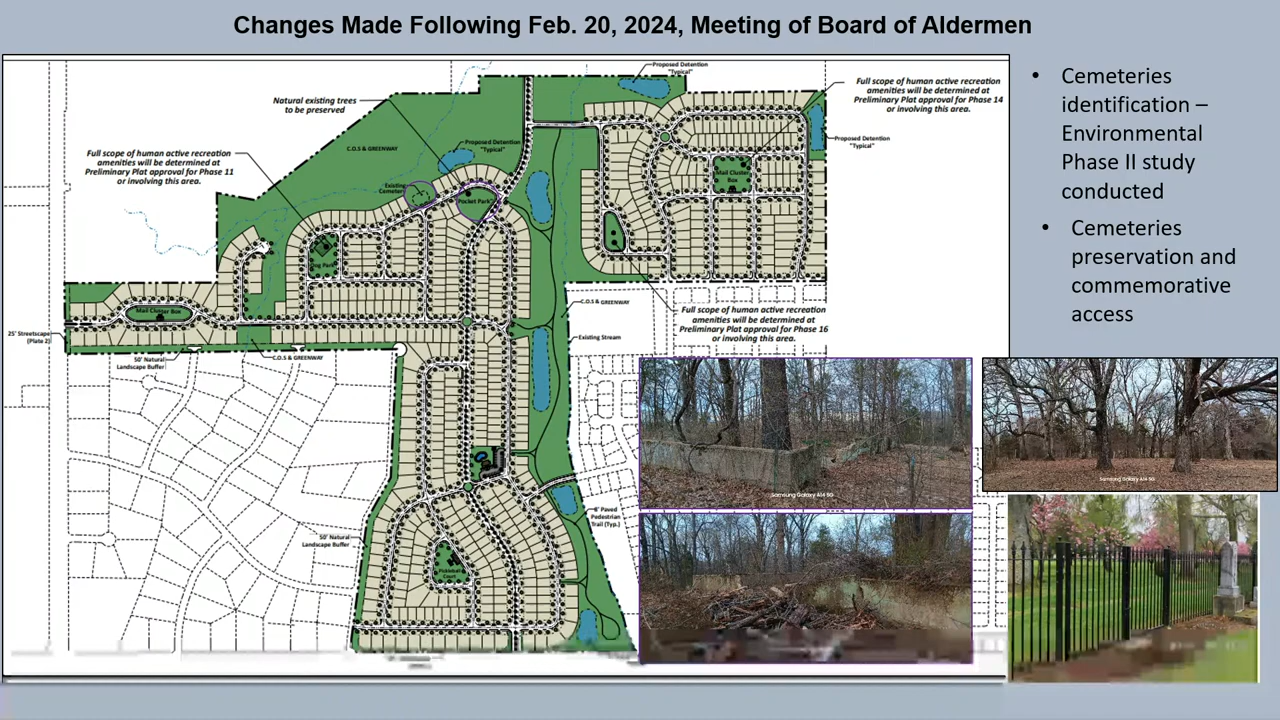 Changes Made Following Feb. 20, 2024, Meeting of Board of Aldermen
• Cemeteries
identification –
Environmental
Phase II study
conducted
• Cemeteries
preservation and
commemorative
access
Proposed Detention
"Typical"
Full scope of human active recreation
amenities will be determined at
Preliminary Plat approval for Phase 14
or involving this area.
Natural existing trees
to be preserved
Proposed Detention
"Typical"
C.O.S & GREENWAY
Proposed Detention
"Typical"
Full scope of human active recreation
amenities will be determined at
Preliminary Plat approval for Phase 11
or involving this area.
Mail Cluster
Box
Existing
Cemetery
Pocket Park
Dog Park
C.O.S & GREENWAY
Mail Cluster Box
Full scope of human active recreation
amenities will be determined at
Preliminary Plat approval for Phase 16
or involving this area.
25' Streetscape
(Plate 2)
Existing Stream
50' Natural
Landscape Buffer
C.O.S & GREENWAY
Samsung Galaxy A14 5G
Samsung Galaxy A14 5G
6' Paved
Pedestrian
Trail (Typ.)
50' Natural
Landscape Buffer
Pickleball
Court